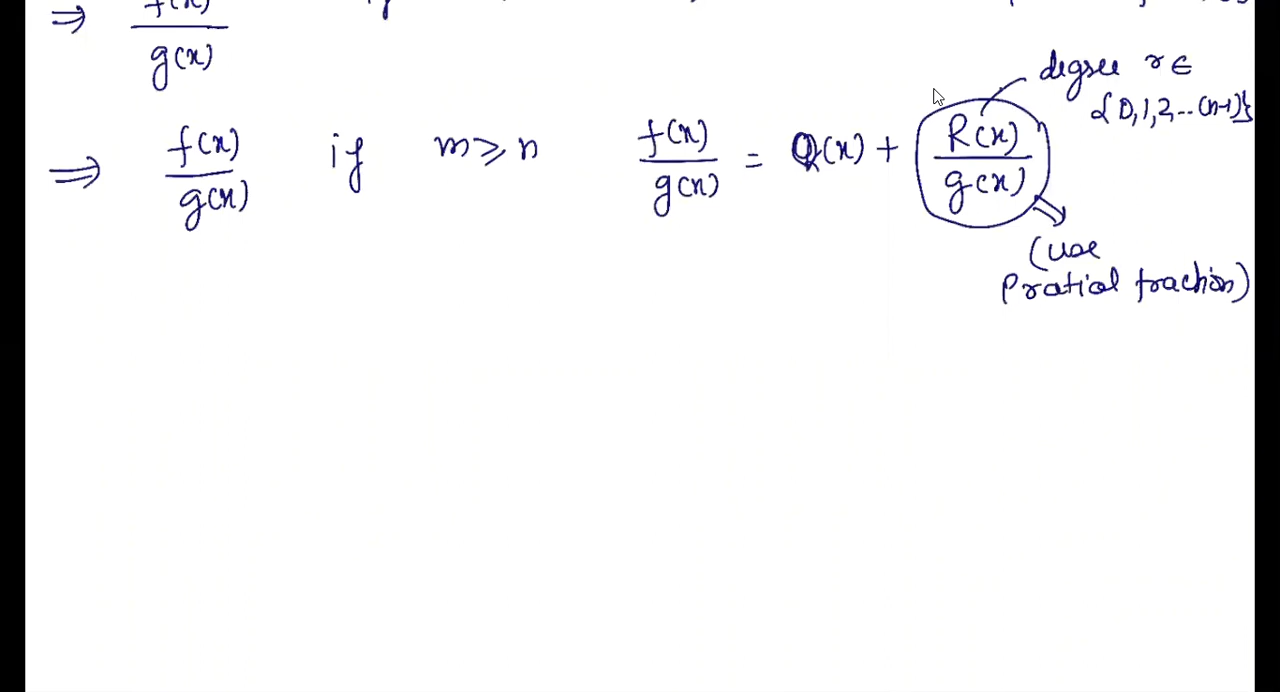 ⇒ f(x)/g(x)
degree r ∈ {0,1,2,..(n-1)}
⇒ f(x)/g(x) if m ≥ n f(x)/g(x) = Q(x) + R(x)/g(x)
(use
Pratial fraction)